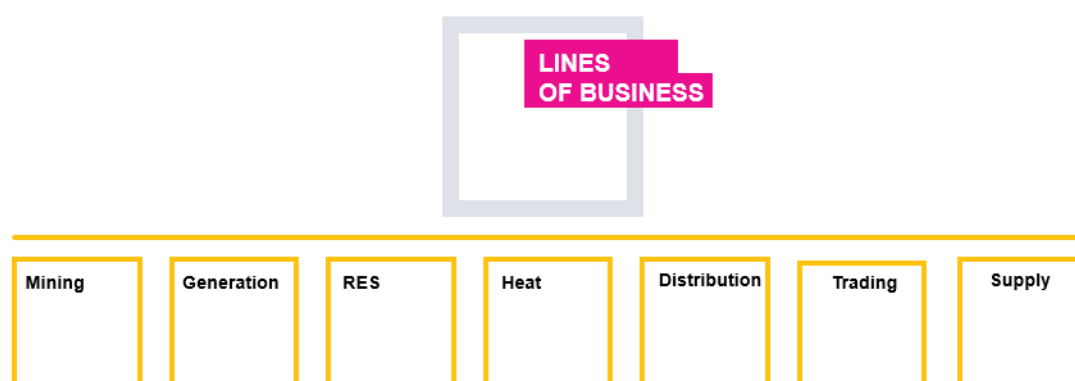 LINES
OF BUSINESS
Mining
Generation
RES
Heat
Distribution
Trading
Supply